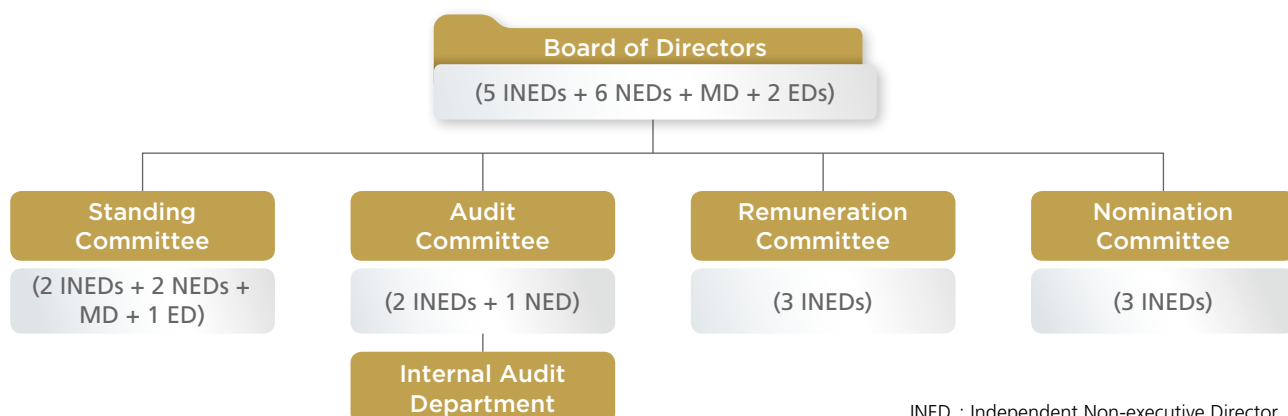 Board of Directors
(5 INEDs + 6 NEDs + MD + 2 EDs)
Standing
Committee
(2 INEDs + 2 NEDs +
MD + 1 ED)
Audit
Committee
(2 INEDs + 1 NED)
Internal Audit
Department
Remuneration
Committee
(3 INEDs)
Nomination
Committee
(3 INEDs)
INED : Independent Non-executive Director